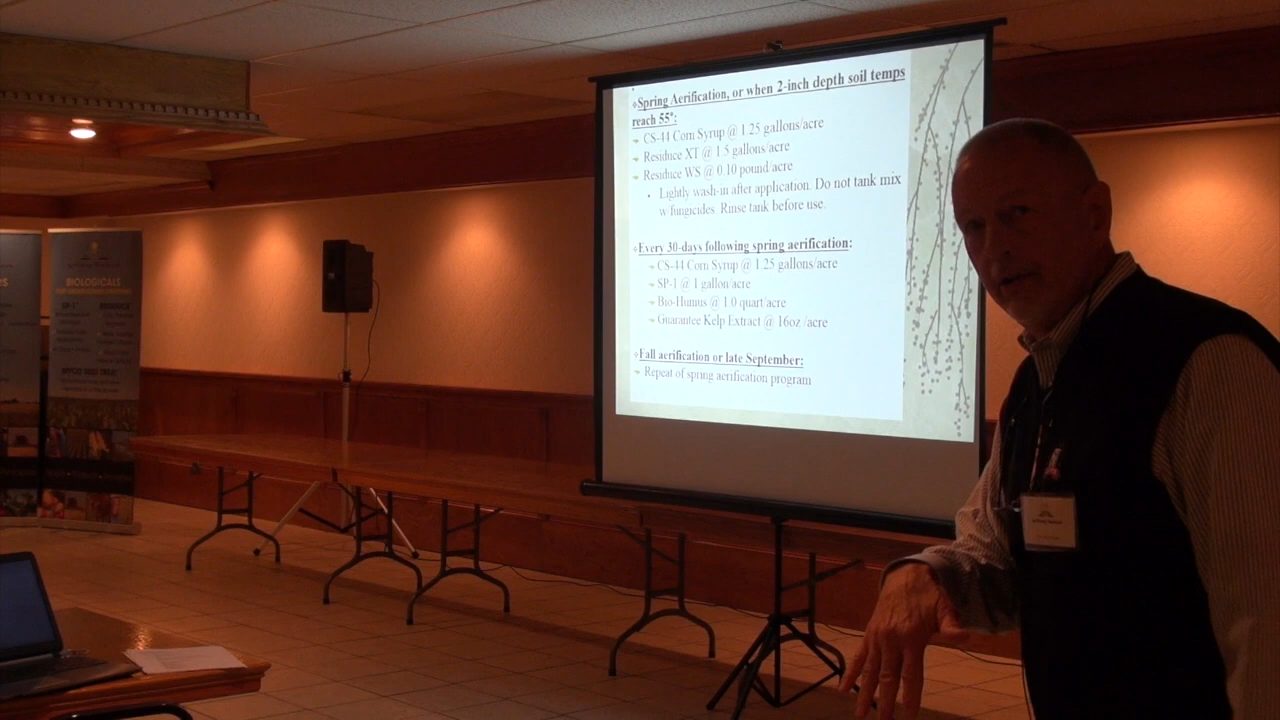 Spring Aerification, or when 2-inch depth soil temps
reach 55°:
CS-44 Corn Syrup @ 1.25 gallons/acre
Residuce XT @ 1.5 gallons/acre
Residuce WS @ 0.10 pound/acre
Lightly wash-in after application. Do not tank mix
w/ fungicides. Rinse tank before use.
Every 30-days following spring aerification:
CS-44 Corn Syrup @ 1.25 gallons/acre
SP-1 @ 1 gallon/acre
Bio-Humus @ 1.0 quart/acre
Guarantee Kelp Extract @ 16oz /acre
Fall aerification or late September:
Repeat of spring aerification program
BIOLOGICALS
SP-1